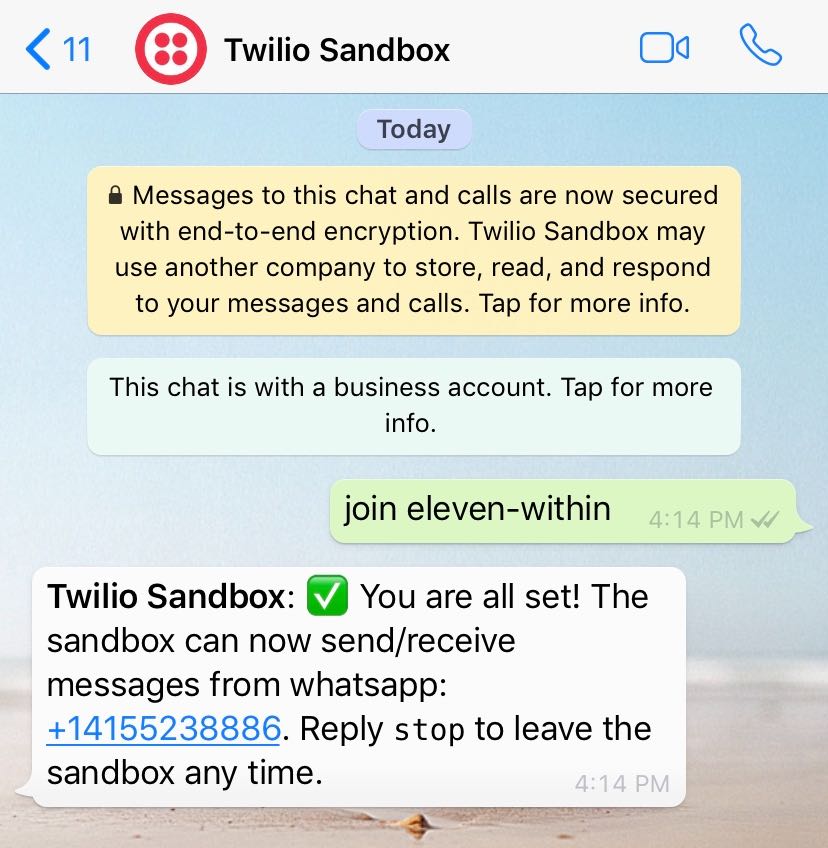 11
Twilio Sandbox
Today
🔒 Messages to this chat and calls are now secured
with end-to-end encryption. Twilio Sandbox may
use another company to store, read, and respond
to your messages and calls. Tap for more info.
This chat is with a business account. Tap for more
info.
join eleven-within 4:14 PM
Twilio Sandbox: ✅ You are all set! The
sandbox can now send/receive
messages from whatsapp:
+14155238886. Reply stop to leave the
sandbox any time.
4:14 PM